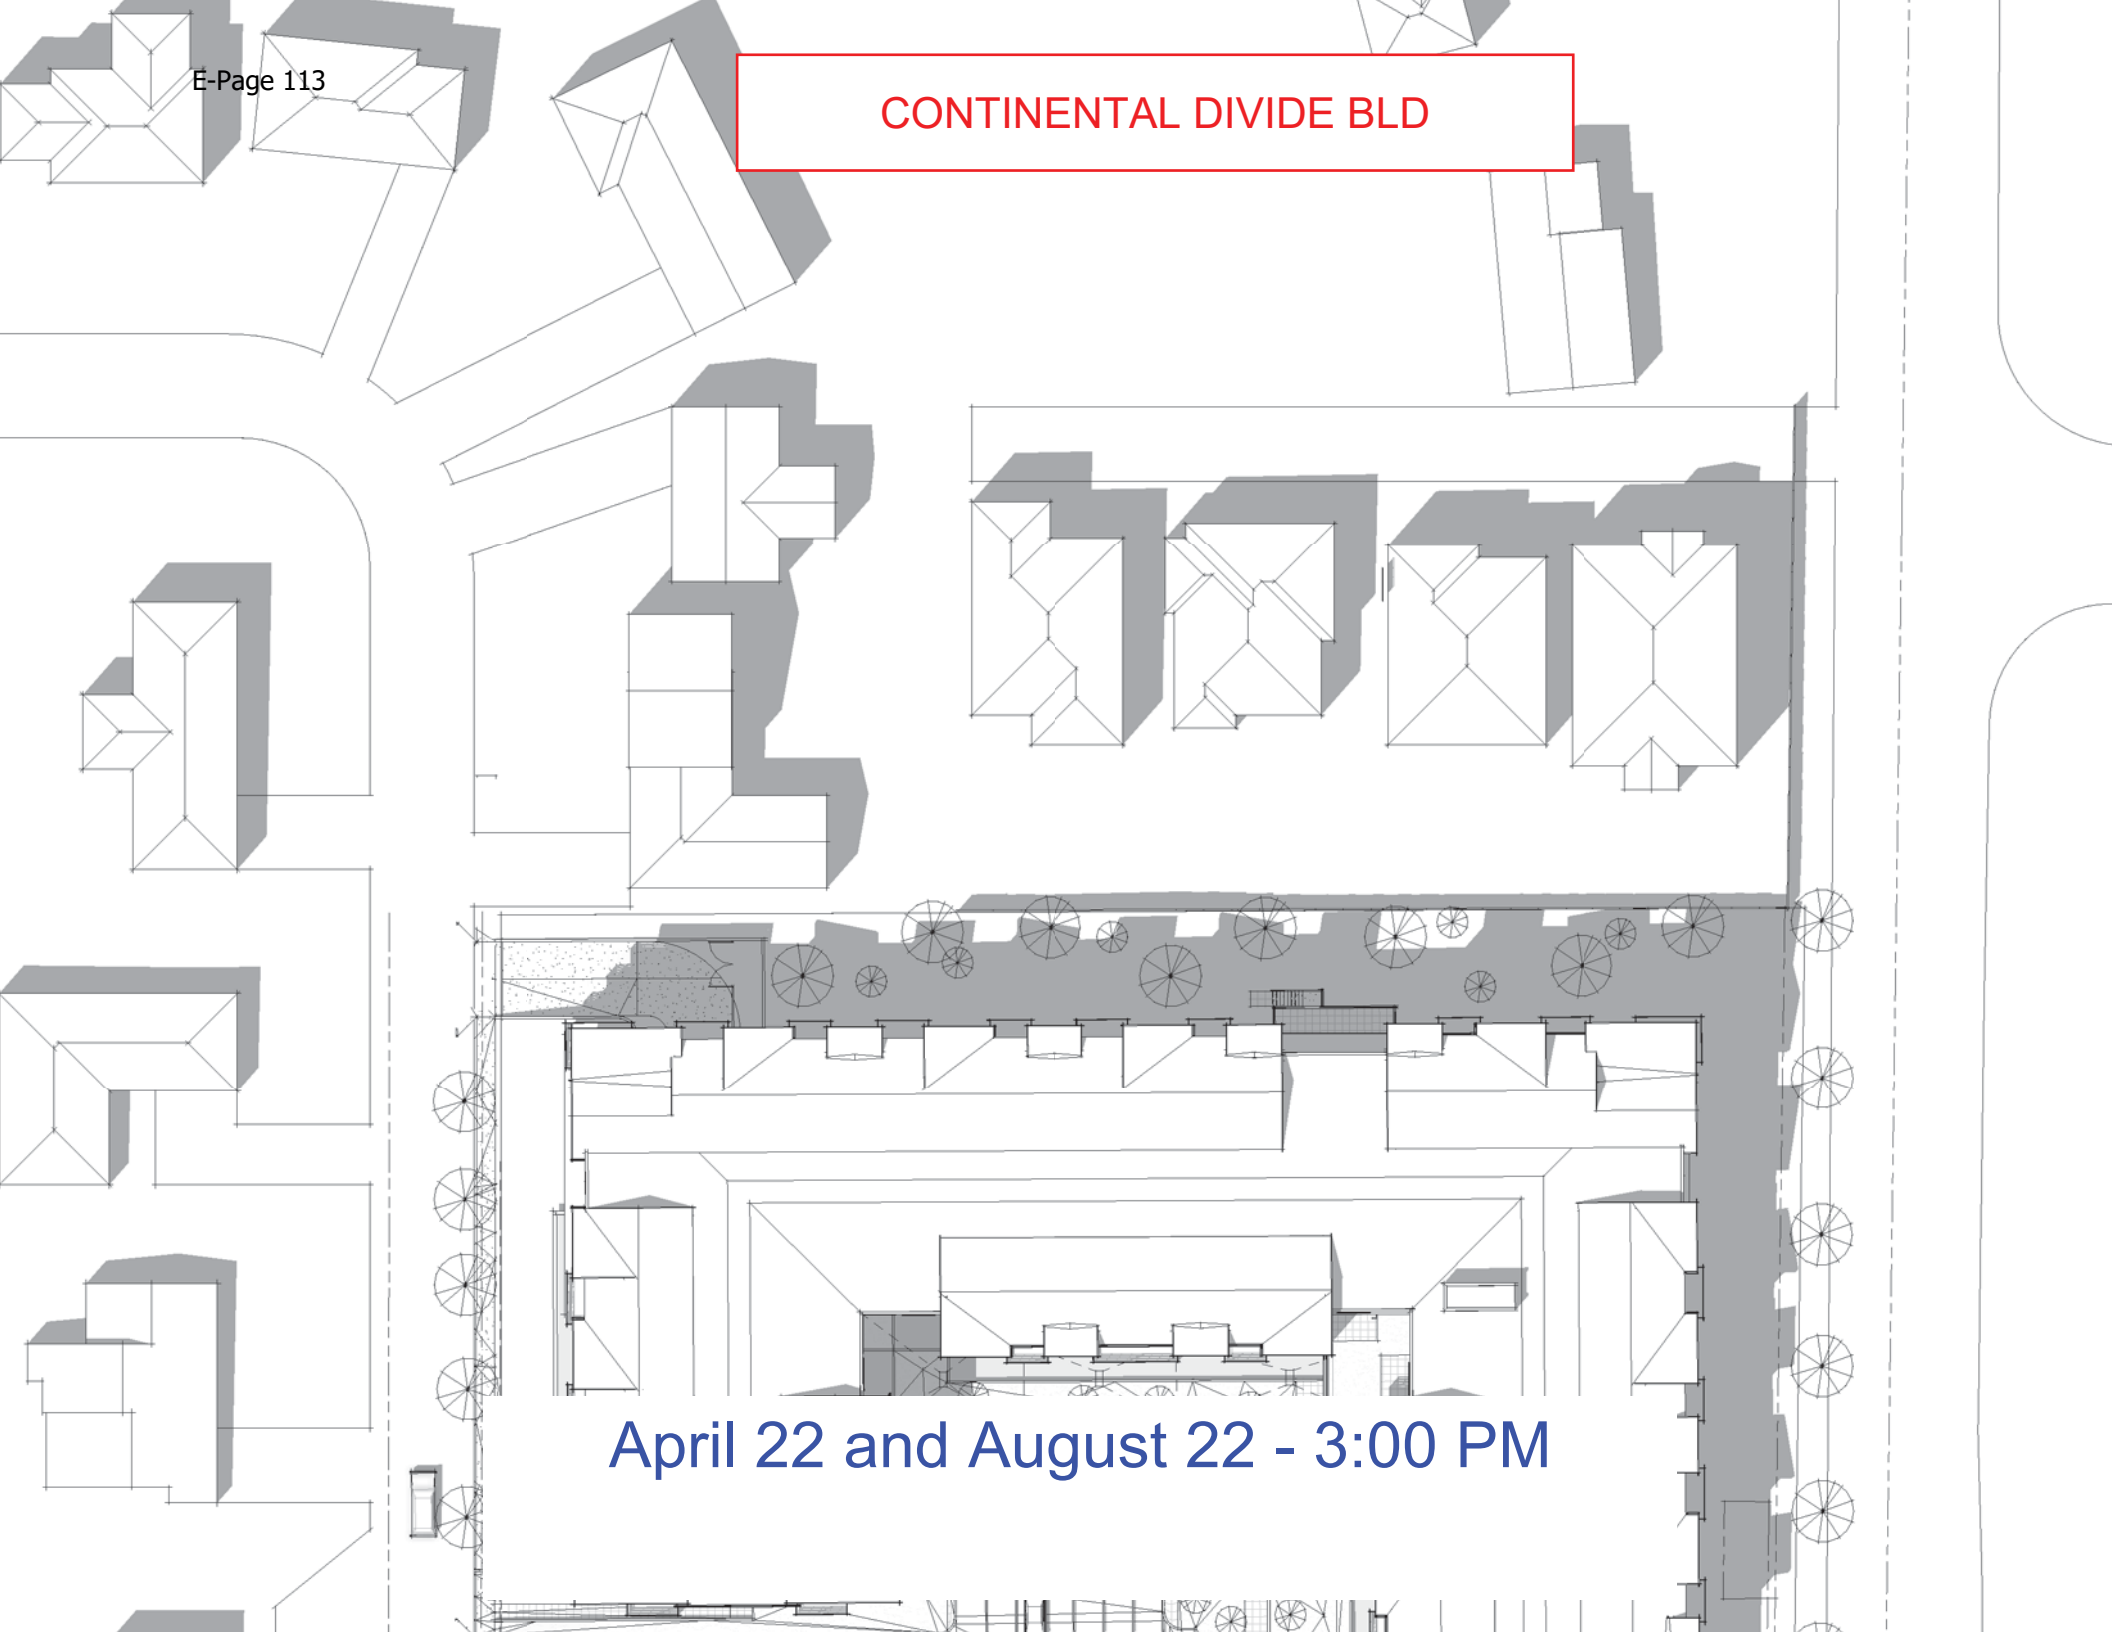 E-Page 113
CONTINENTAL DIVIDE BLD
April 22 and August 22 - 3:00 PM